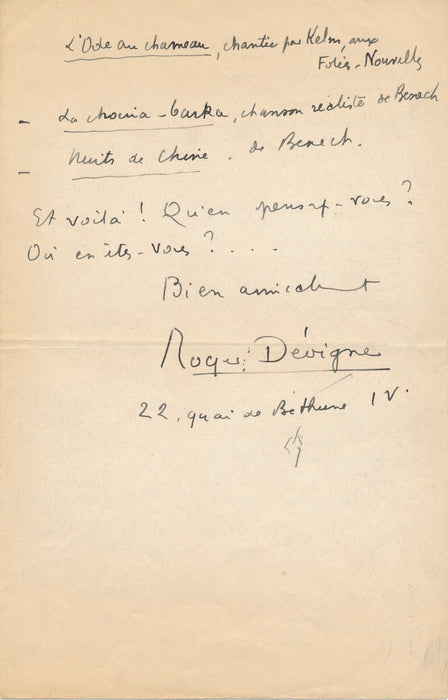 L'Ode au chameau, chantée par Kelm, aux
Folies-Nouvelles
- La chouia-barka, chanson réaliste de Benech
- Nuits de Chine. de Benech.
Et voilà ! Qu'en pensez-vous ?
Où en êtes-vous ? . . . .
Bien amicalement
Roger Dévigne
22, quai de Béthune IV.